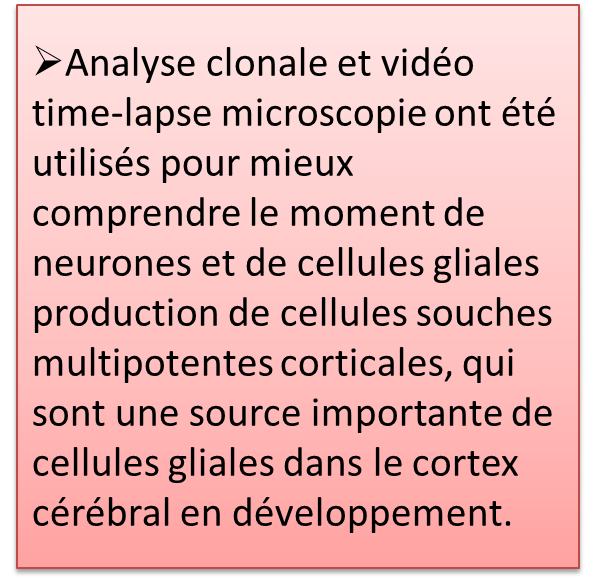 ➢Analyse clonale et vidéo
time-lapse microscopie ont été
utilisés pour mieux
comprendre le moment de
neurones et de cellules gliales
production de cellules souches
multipotentes corticales, qui
sont une source importante de
cellules gliales dans le cortex
cérébral en développement.